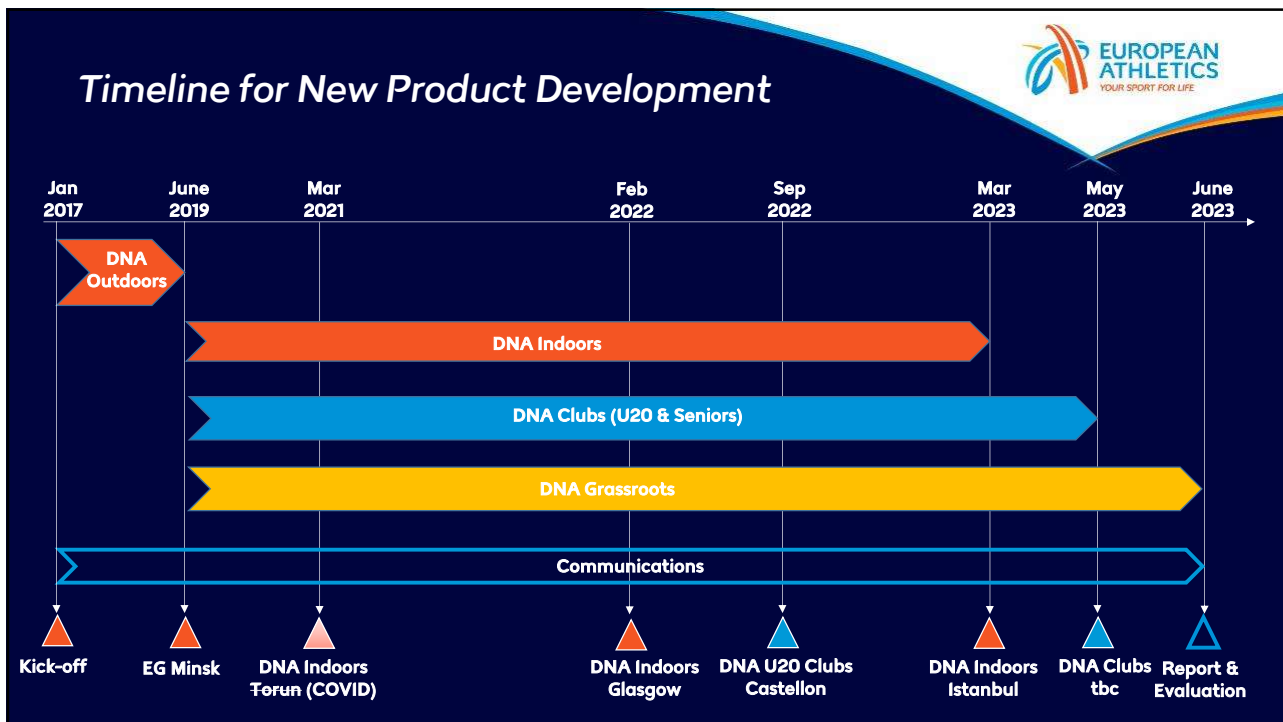 EUROPEAN
ATHLETICS
YOUR SPORT FOR LIFE
Timeline for New Product Development
Jan
2017
June
2019
Mar
2021
Feb
2022
Sep
2022
Mar
2023
May
2023
June
2023
DNA
Outdoors
DNA Indoors
DNA Clubs (U20 & Seniors)
DNA Grassroots
Communications
Kick-off
EG Minsk
DNA Indoors
Torun (COVID)
DNA Indoors
Glasgow
DNA U20 Clubs
Castellon
DNA Indoors
Istanbul
DNA Clubs
tbc
Report &
Evaluation